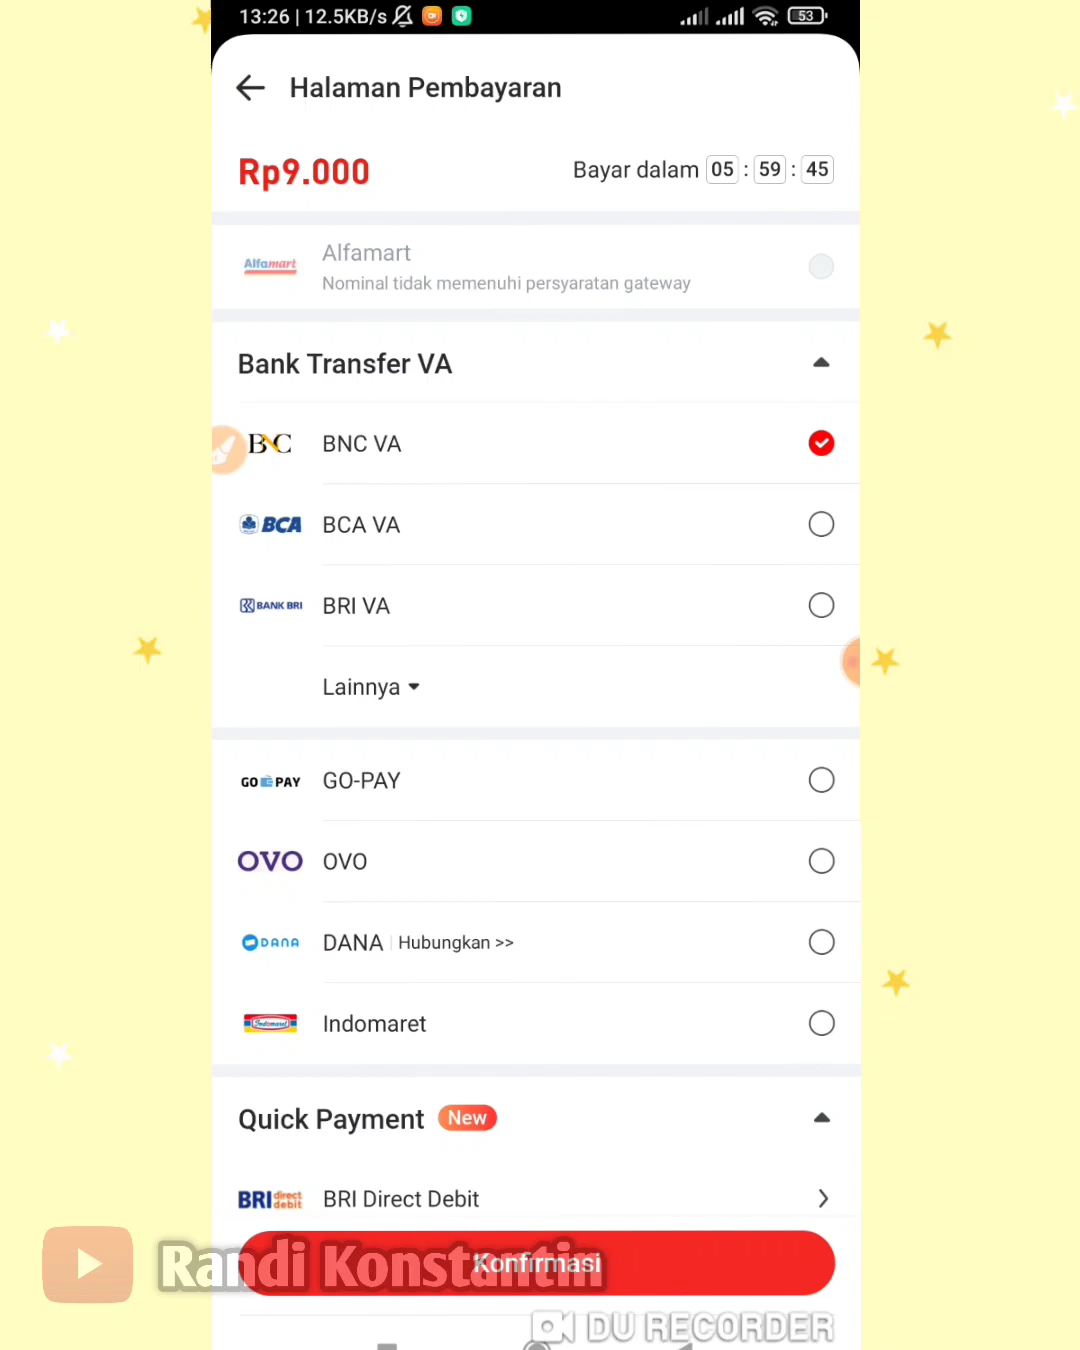 13:26 | 12.5KB/s 53
Halaman Pembayaran
Rp9.000
Bayar dalam 05 : 59 : 45
Alfamart
Alfamart
Nominal tidak memenuhi persyaratan gateway
Bank Transfer VA
BNC BNC VA
BCA BCA VA
BANK BRI BRI VA
Lainnya
GO PAY GO-PAY
OVO OVO
DANA DANA | Hubungkan >>
Indomaret Indomaret
Quick Payment New
BRI direct debit BRI Direct Debit
Konfirmasi
Randi Konstantin
DU RECORDER